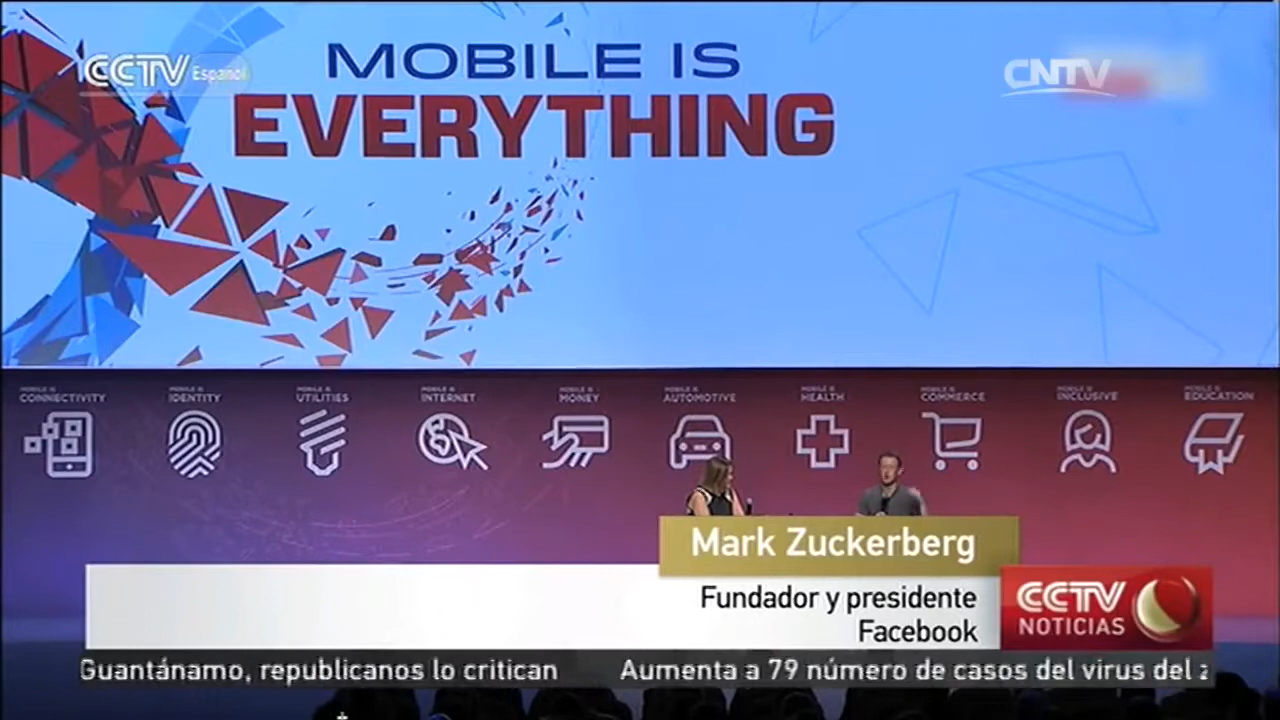 CCTV Español
CNTV
MOBILE IS
EVERYTHING
MOBILE IS
CONNECTIVITY
MOBILE IS
IDENTITY
MOBILE IS
UTILITIES
MOBILE IS
INTERNET
MOBILE IS
MONEY
MOBILE IS
AUTOMOTIVE
MOBILE IS
HEALTH
MOBILE IS
COMMERCE
MOBILE IS
INCLUSIVE
MOBILE IS
EDUCATION
Mark Zuckerberg
Fundador y presidente
Facebook
CCTV
NOTICIAS
Guantánamo, republicanos lo critican Aumenta a 79 número de casos del virus del